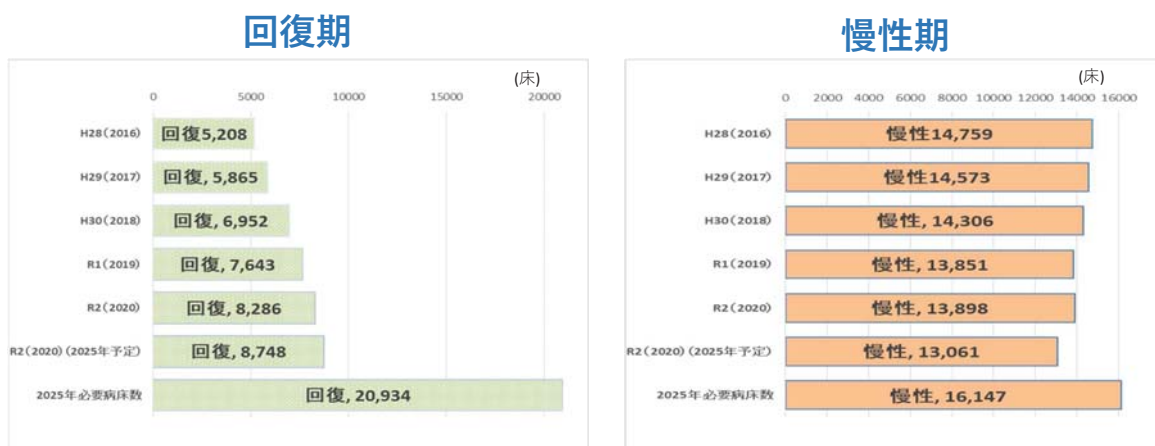 回復期
(床)
0 5000 10000 15000 20000
H28(2016) 回復5,208
H29(2017) 回復, 5,865
H30(2018) 回復, 6,952
R1(2019) 回復, 7,643
R2(2020) 回復, 8,286
R2(2020)(2025年予定) 回復, 8,748
2025年必要病床数 回復, 20,934
慢性期
(床)
0 2000 4000 6000 8000 10000 12000 14000 16000
H28(2016) 慢性14,759
H29(2017) 慢性14,573
H30(2018) 慢性, 14,306
R1(2019) 慢性, 13,851
R2(2020) 慢性, 13,898
R2(2020)(2025年予定) 慢性, 13,061
2025年必要病床数 慢性, 16,147